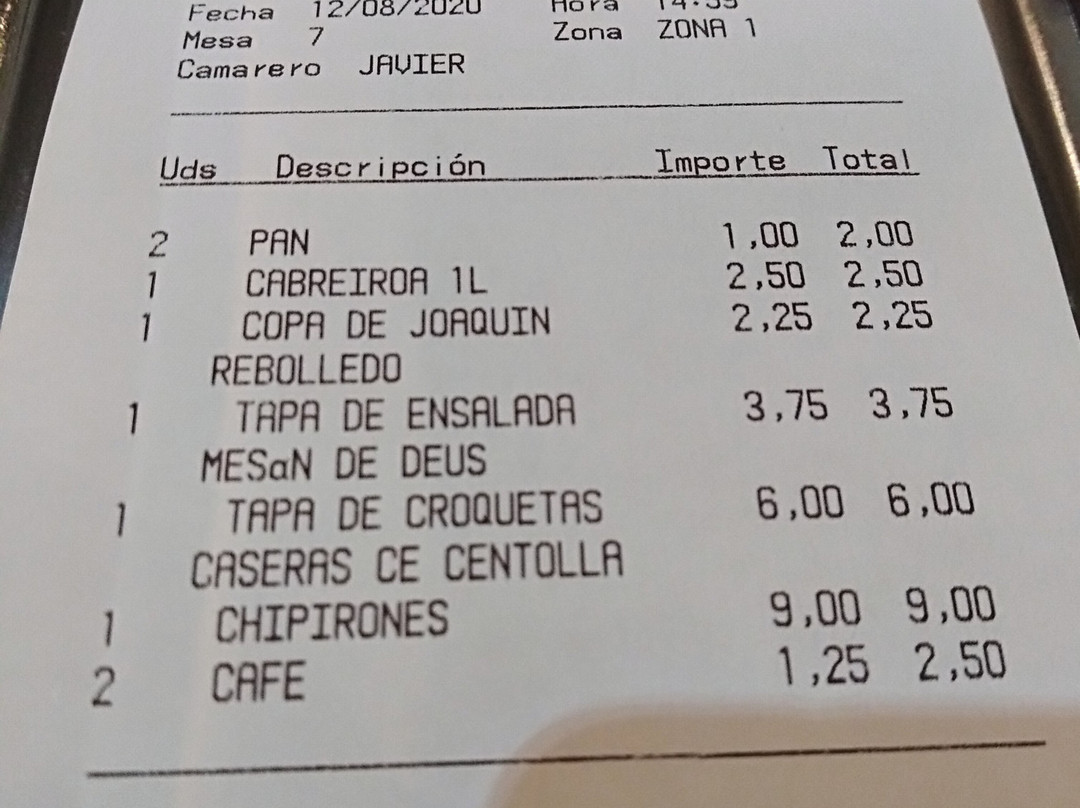 Fecha 12/08/2020 Hora 14:39
Mesa 7 Zona ZONA 1
Camarero JAVIER
Uds Descripción Importe Total
2 PAN 1,00 2,00
1 CABREIROA 1L 2,50 2,50
1 COPA DE JOAQUIN 2,25 2,25
REBOLLEDO
1 TAPA DE ENSALADA 3,75 3,75
MESaN DE DEUS
1 TAPA DE CROQUETAS 6,00 6,00
CASERAS CE CENTOLLA
1 CHIPIRONES 9,00 9,00
2 CAFE 1,25 2,50